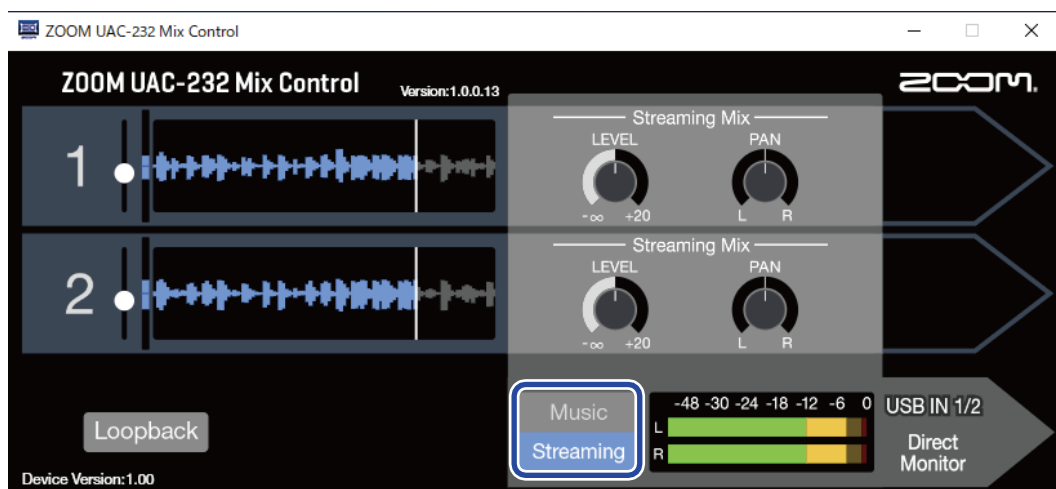 ZOOM UAC-232 Mix Control
ZOOM UAC-232 Mix Control
Version:1.0.0.13
ZOOM.
1
Streaming Mix
LEVEL PAN
-∞ +20 L R
2
Streaming Mix
LEVEL PAN
-∞ +20 L R
Loopback
Music
Streaming
-48 -30 -24 -18 -12 -6 0
L
R
USB IN 1/2
Direct
Monitor
Device Version:1.00